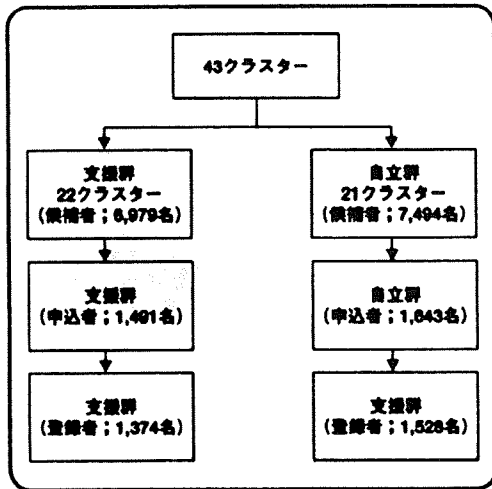 43クラスター
支援群
22クラスター
(候補者；6,979名)
自立群
21クラスター
(候補者；7,494名)
支援群
(申込者；1,491名)
自立群
(申込者；1,643名)
支援群
(登録者；1,374名)
支援群
(登録者；1,528名)